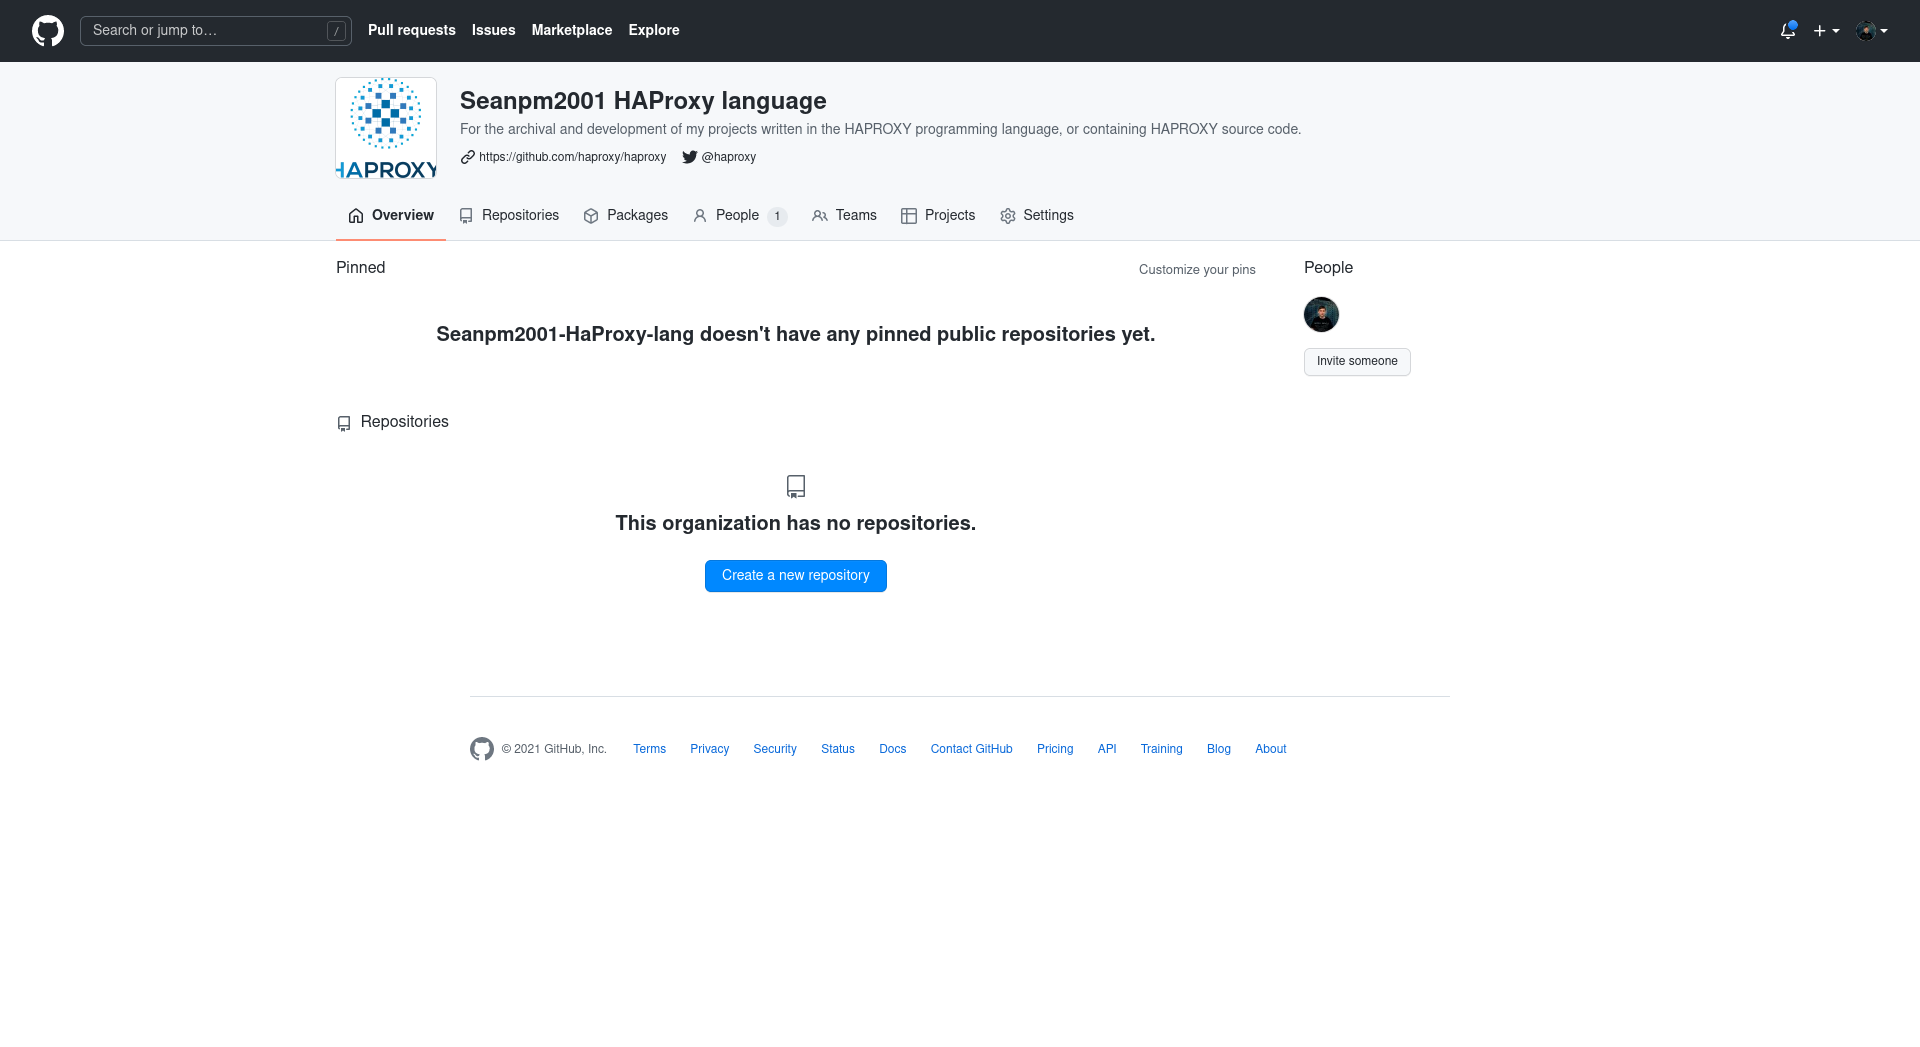 Search or jump to… /
Pull requests Issues Marketplace Explore
HAPROXY
Seanpm2001 HAProxy language
For the archival and development of my projects written in the HAPROXY programming language, or containing HAPROXY source code.
https://github.com/haproxy/haproxy @haproxy
Overview Repositories Packages People 1 Teams Projects Settings
Pinned Customize your pins
Seanpm2001-HaProxy-lang doesn't have any pinned public repositories yet.
People
Invite someone
Repositories
This organization has no repositories.
Create a new repository
© 2021 GitHub, Inc. Terms Privacy Security Status Docs Contact GitHub Pricing API Training Blog About